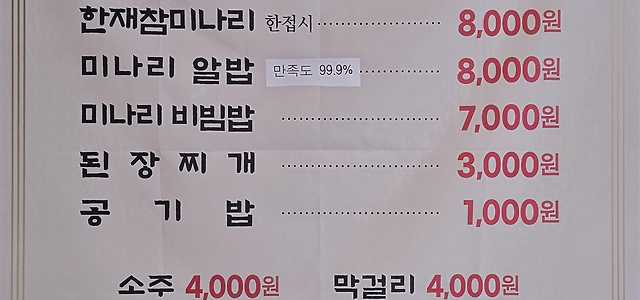 한재참미나리 한접시 8,000원
미나리 알밥 만족도 99.9% 8,000원
미나리 비빔밥 7,000원
된장찌개 3,000원
공기밥 1,000원
소주 4,000원 막걸리 4,000원